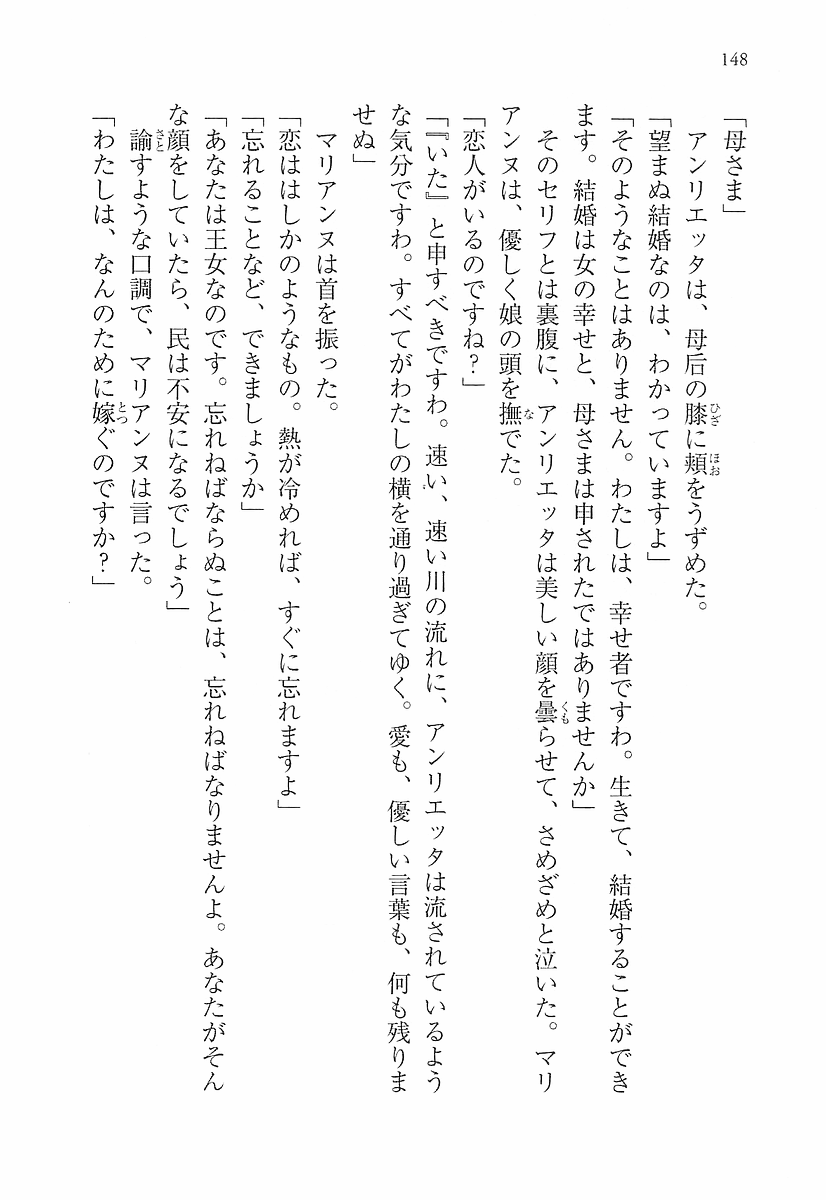 148
「母さま」
アンリエッタは、母后の膝に頬をうずめた。
「望まぬ結婚なのは、わかっていますよ」
「そのようなことはありません。わたしは、幸せ者ですわ。生きて、結婚することができ
ます。結婚は女の幸せと、母さまは申されたではありませんか」
そのセリフとは裏腹に、アンリエッタは美しい顔を曇らせて、さめざめと泣いた。マリ
アンヌは、優しく娘の頭を撫でた。
「恋人がいるのですね？」
「『いた』と申すべきですわ。速い、速い川の流れに、アンリエッタは流されているよう
な気分ですわ。すべてがわたしの横を通り過ぎてゆく。愛も、優しい言葉も、何も残りま
せぬ」
マリアンヌは首を振った。
「恋ははしかのようなもの。熱が冷めれば、すぐに忘れますよ」
「忘れることなど、できましょうか」
「あなたは王女なのです。忘れねばならぬことは、忘れねばなりませんよ。あなたがそん
な顔をしていたら、民は不安になるでしょう」
諭すような口調で、マリアンヌは言った。
「わたしは、なんのために嫁ぐのですか？」